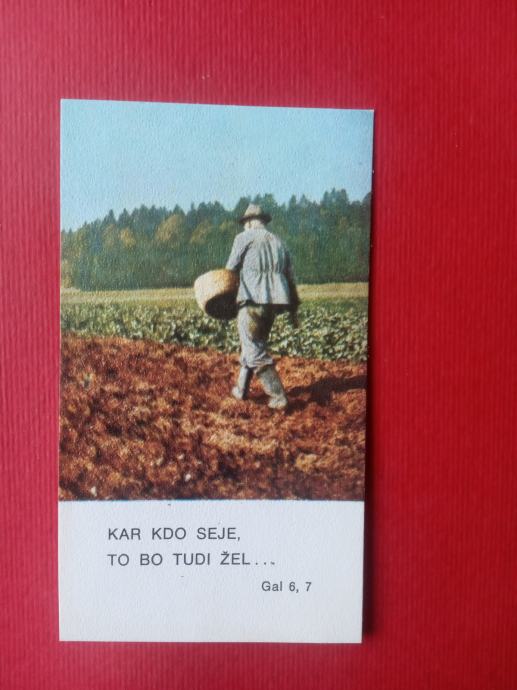 KAR KDO SEJE,
TO BO TUDI ŽEL...
Gal 6, 7